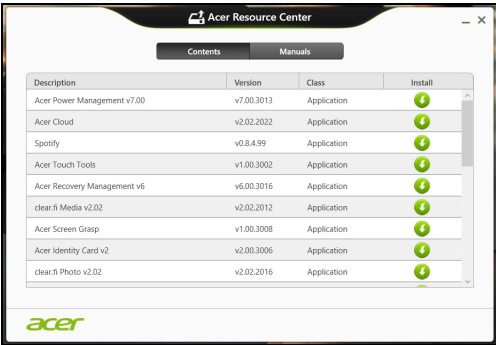 Acer Resource Center
Contents Manuals
Description Version Class Install
Acer Power Management v7.00 v7.00.3013 Application
Acer Cloud v2.02.2022 Application
Spotify v0.8.4.99 Application
Acer Touch Tools v1.00.3002 Application
Acer Recovery Management v6 v6.00.3016 Application
clear.fi Media v2.02 v2.02.2012 Application
Acer Screen Grasp v1.00.3008 Application
Acer Identity Card v2 v2.00.3006 Application
clear.fi Photo v2.02 v2.02.2016 Application
acer